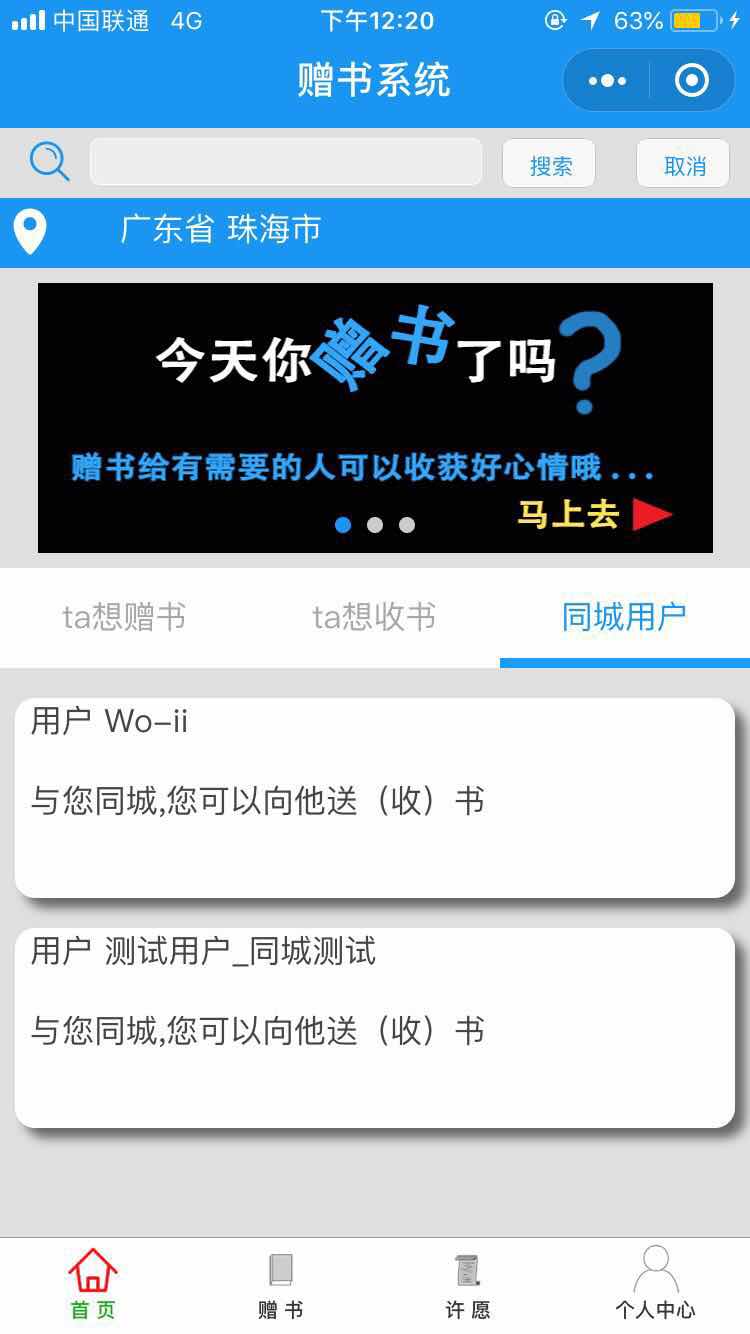 中国联通 4G 下午12:20 63%
赠书系统
搜索 取消
广东省 珠海市
今天你赠书了吗?
赠书给有需要的人可以收获好心情哦...
马上去
ta想赠书 ta想收书 同城用户
用户 Wo-ii
与您同城,您可以向他送（收）书
用户 测试用户_同城测试
与您同城,您可以向他送（收）书
首页 赠书 许愿 个人中心